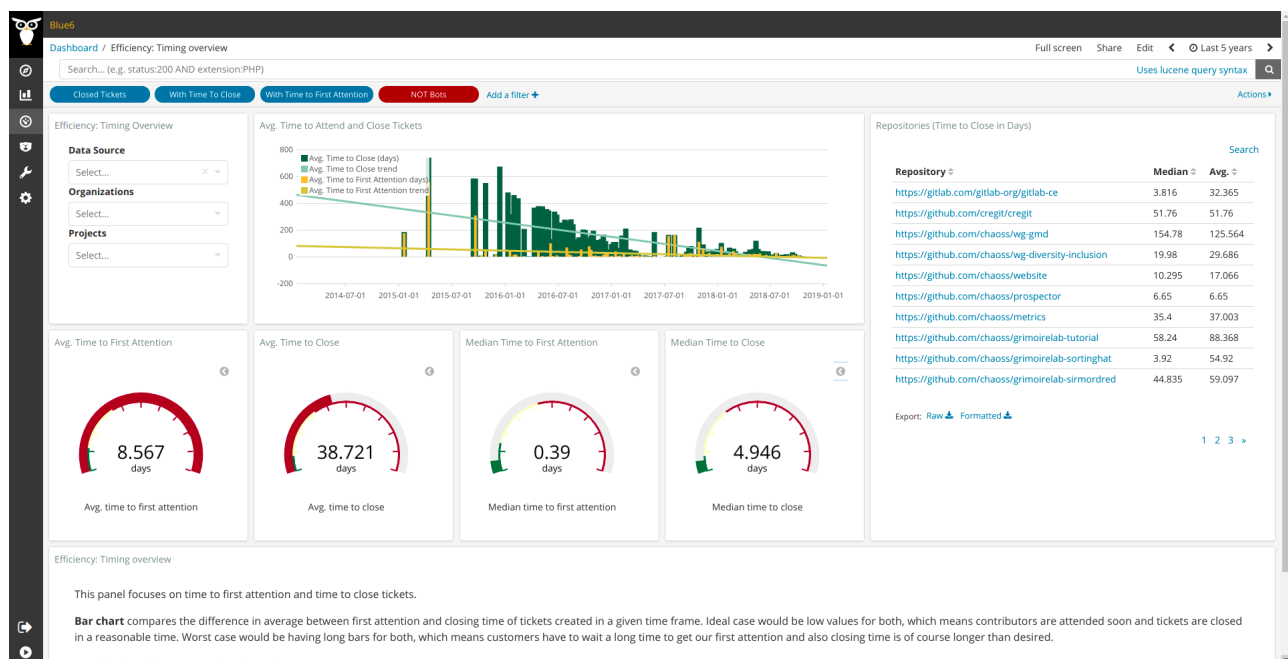 Blue6
Dashboard / Efficiency: Timing overview
Full screen Share Edit Last 5 years
Search... (e.g. status:200 AND extension:PHP)
Uses lucene query syntax
Closed Tickets With Time To Close With Time to First Attention NOT Bots Add a filter
Actions
Efficiency: Timing Overview
Data Source
Select...
Organizations
Select...
Projects
Select...
Avg. Time to Attend and Close Tickets
800
600
400
200
0
-200
Avg. Time to Close (days)
Avg. Time to Close trend
Avg. Time to First Attention days)
Avg. Time to First Attention trend
2014-07-01 2015-01-01 2015-07-01 2016-01-01 2016-07-01 2017-01-01 2017-07-01 2018-01-01 2018-07-01 2019-01-01
Repositories (Time to Close in Days)
Search
Repository Median Avg.
https://gitlab.com/gitlab-org/gitlab-ce 3.816 32.365
https://github.com/cregit/cregit 51.76 51.76
https://github.com/chaoss/wg-gmd 154.78 125.564
https://github.com/chaoss/wg-diversity-inclusion 19.98 29.686
https://github.com/chaoss/website 10.295 17.066
https://github.com/chaoss/prospector 6.65 6.65
https://github.com/chaoss/metrics 35.4 37.003
https://github.com/chaoss/grimoirelab-tutorial 58.24 88.368
https://github.com/chaoss/grimoirelab-sortinghat 3.92 54.92
https://github.com/chaoss/grimoirelab-sirmordred 44.835 59.097
Export: Raw Formatted
1 2 3 »
Avg. Time to First Attention
8.567
days
Avg. time to first attention
Avg. Time to Close
38.721
days
Avg. time to close
Median Time to First Attention
0.39
days
Median time to first attention
Median Time to Close
4.946
days
Median time to close
Efficiency: Timing overview
This panel focuses on time to first attention and time to close tickets.
Bar chart compares the difference in average between first attention and closing time of tickets created in a given time frame. Ideal case would be low values for both, which means contributors are attended soon and tickets are closed
in a reasonable time. Worst case would be having long bars for both, which means customers have to wait a long time to get our first attention and also closing time is of course longer than desired.